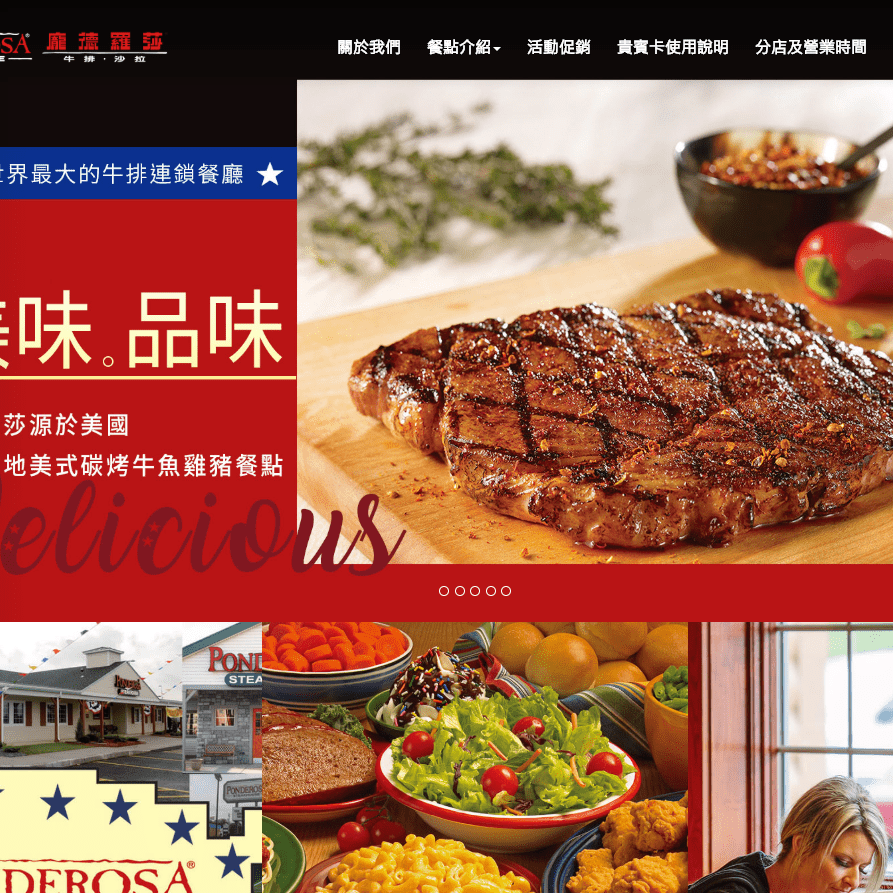 SA® 龐德羅莎
牛排·沙拉
關於我們 餐點介紹 活動促銷 貴賓卡使用說明 分店及營業時間
界最大的牛排連鎖餐廳
味。品味
莎源於美國
地美式碳烤牛魚雞豬餐點
elicious
PONDEROSA
POND
STEA
PONDEROSA
DEROSA®